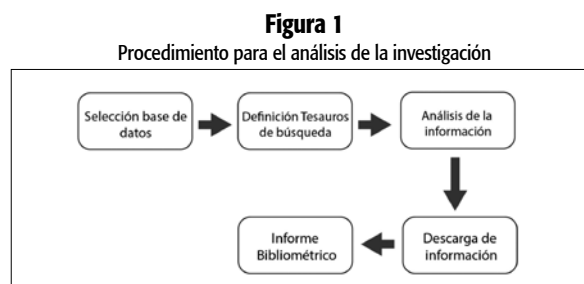 Figura 1
Procedimiento para el análisis de la investigación
Selección base de
datos
Definición Tesauros
de búsqueda
Análisis de la
información
Descarga de
información
Informe
Bibliométrico